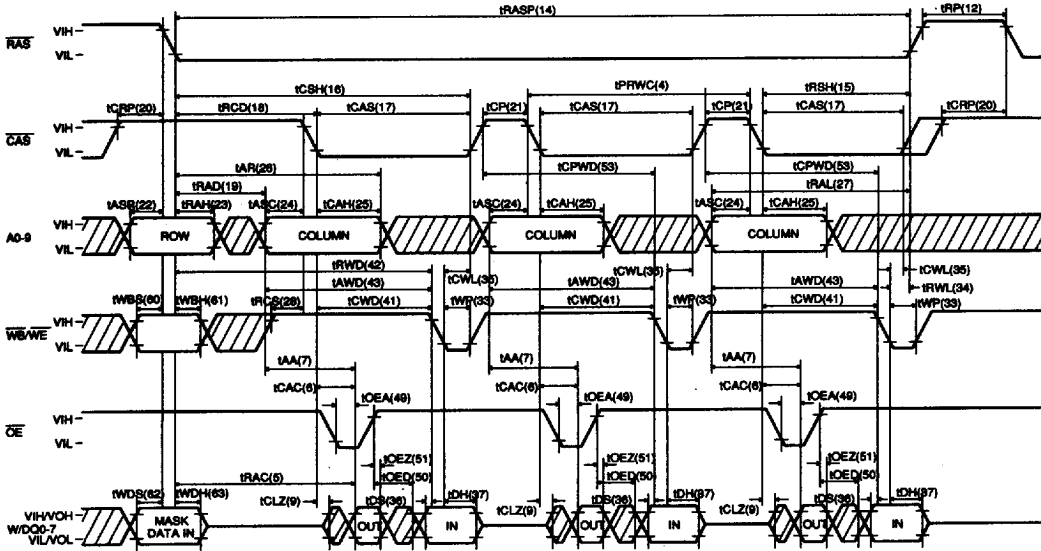 tRASP(14) tRP(12)
RAS VIH
VIL
tCSH(16) tPRWC(4) tRSH(15)
tCRP(20) tRCD(18) tCAS(17) tCP(21) tCAS(17) tCP(21) tCAS(17) tCRP(20)
CAS VIH
VIL
tAR(26) tCPWD(53) tCPWD(53)
tRAD(19) tRAL(27)
tASR(22) tRAH(23) tASC(24) tCAH(25) tASC(24) tCAH(25) tASC(24) tCAH(25)
A0-9 VIH
VIL
ROW COLUMN COLUMN COLUMN
tRWD(42) tCWL(35) tCWL(35) tCWL(35)
tAWD(43) tAWD(43) tAWD(43) tRWL(34)
tWBS(60) tWBH(61) tRCS(28) tCWD(41) tWP(33) tCWD(41) tWP(33) tCWD(41) tWP(33)
WB/WE VIH
VIL
tAA(7) tAA(7) tAA(7)
tCAC(6) tOEA(49) tCAC(6) tOEA(49) tCAC(6) tOEA(49)
OE VIH
VIL
tOEZ(51) tOEZ(51) tOEZ(51)
tRAC(5) tOED(50) tOED(50) tOED(50)
tWDS(62) tWDH(63) tCLZ(9) tDS(36) tDH(37) tCLZ(9) tDS(36) tDH(37) tCLZ(9) tDS(36) tDH(37)
VIH/VOH
W/DQ0-7
VIL/VOL
MASK
DATA IN
OUT IN OUT IN OUT IN